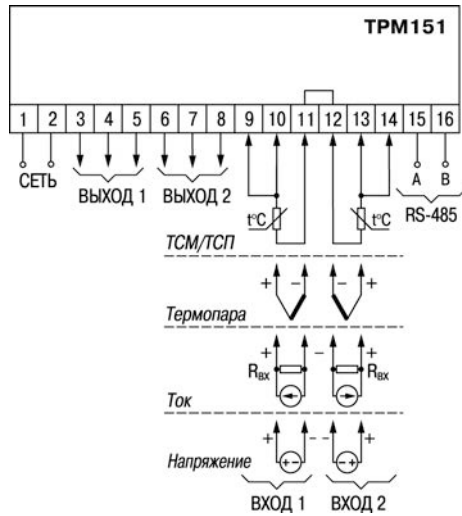 ТРМ151
1 2 3 4 5 6 7 8 9 10 11 12 13 14 15 16
СЕТЬ
ВЫХОД 1
ВЫХОД 2
A B
RS-485
t°C
t°C
ТСМ/ТСП
+ - - +
Термопара
+ - +
Rвх
Rвх
Ток
+ - - +
+ -
- +
Напряжение
ВХОД 1
ВХОД 2